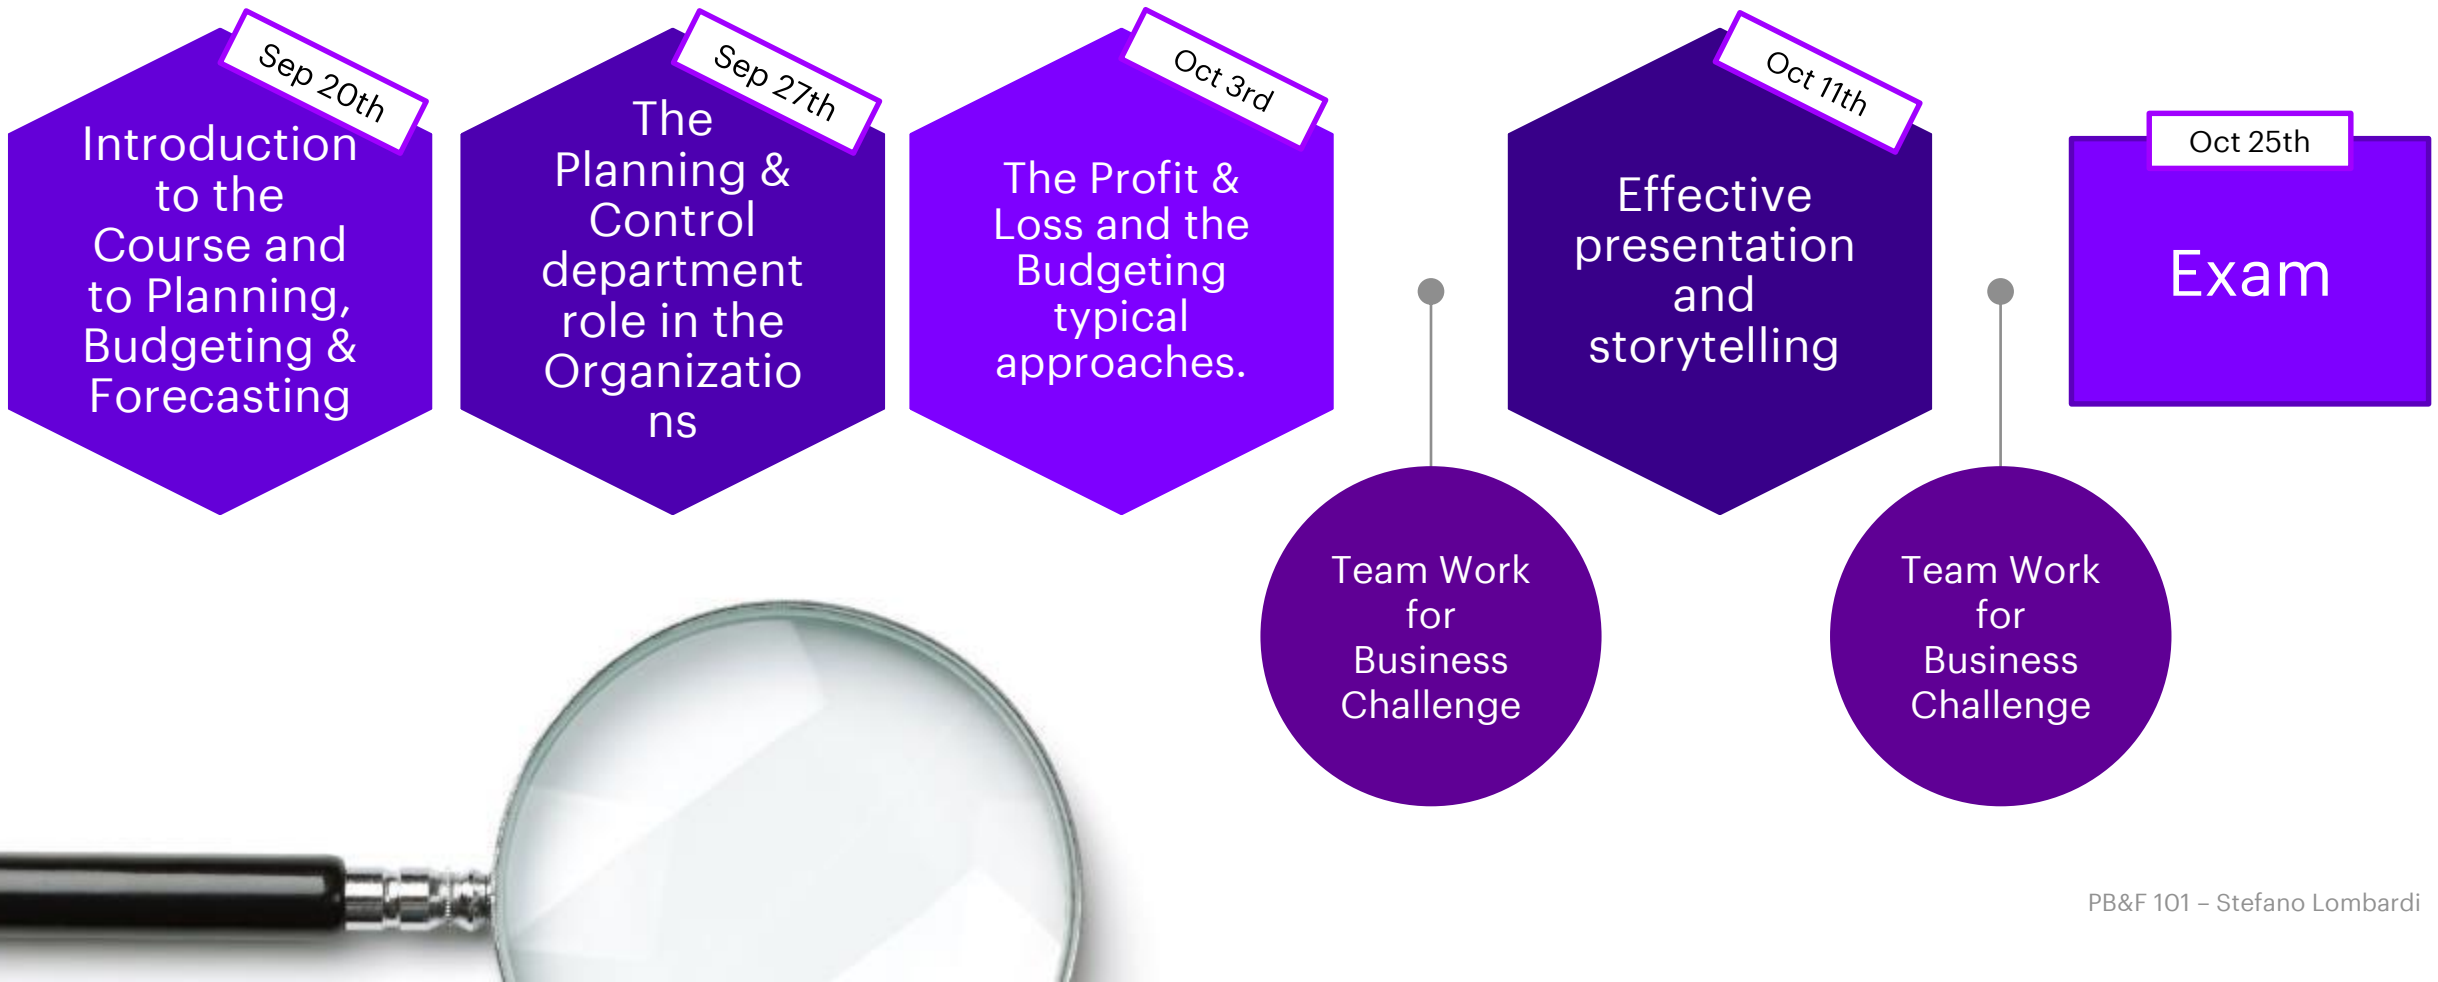 Sep 20th
Introduction
to the
Course and
to Planning,
Budgeting &
Forecasting
Sep 27th
The
Planning &
Control
department
role in the
Organizatio
ns
Oct 3rd
The Profit &
Loss and the
Budgeting
typical
approaches.
Team Work
for
Business
Challenge
Oct 11th
Effective
presentation
and
storytelling
Team Work
for
Business
Challenge
Oct 25th
Exam
PB&F 101 – Stefano Lombardi